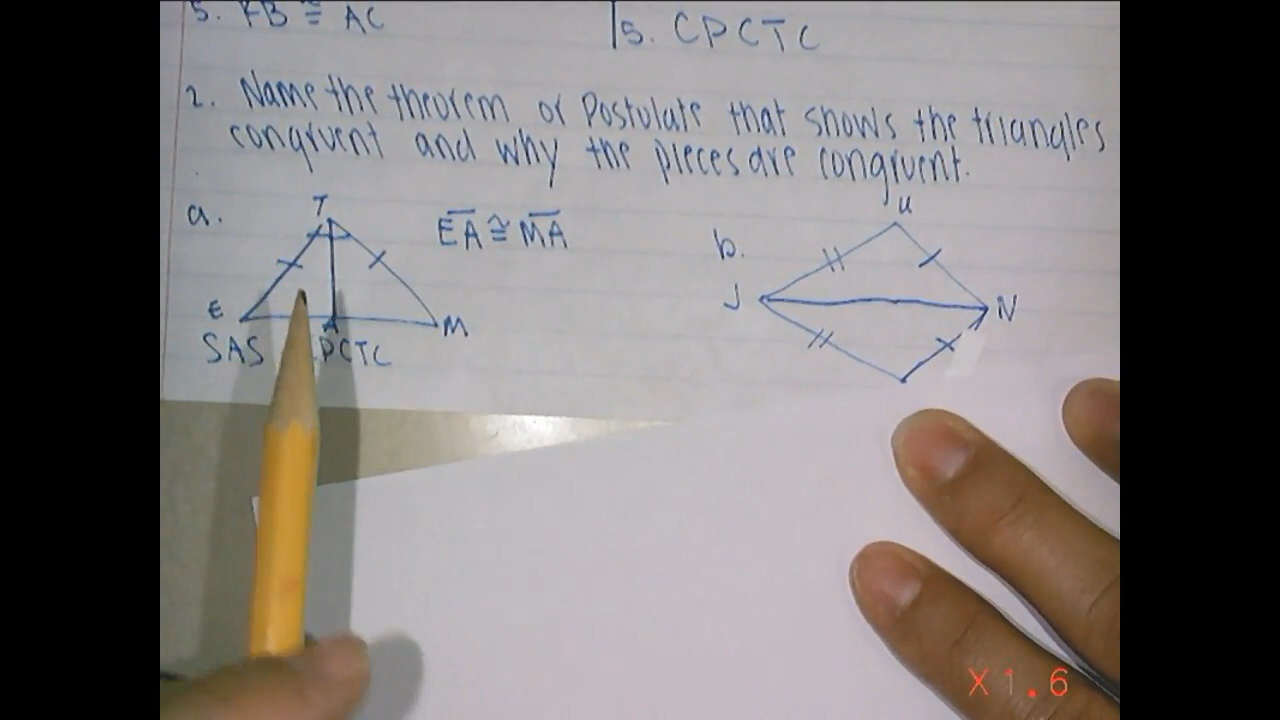 5. FB ≅ AC
5. CPCTC
2. Name the theorem or Postulate that shows the triangles
congruent and why the pieces are congruent.
a.
T
EA ≅ MA
E
A
M
SAS PCTC
b.
U
J
N
X1.6